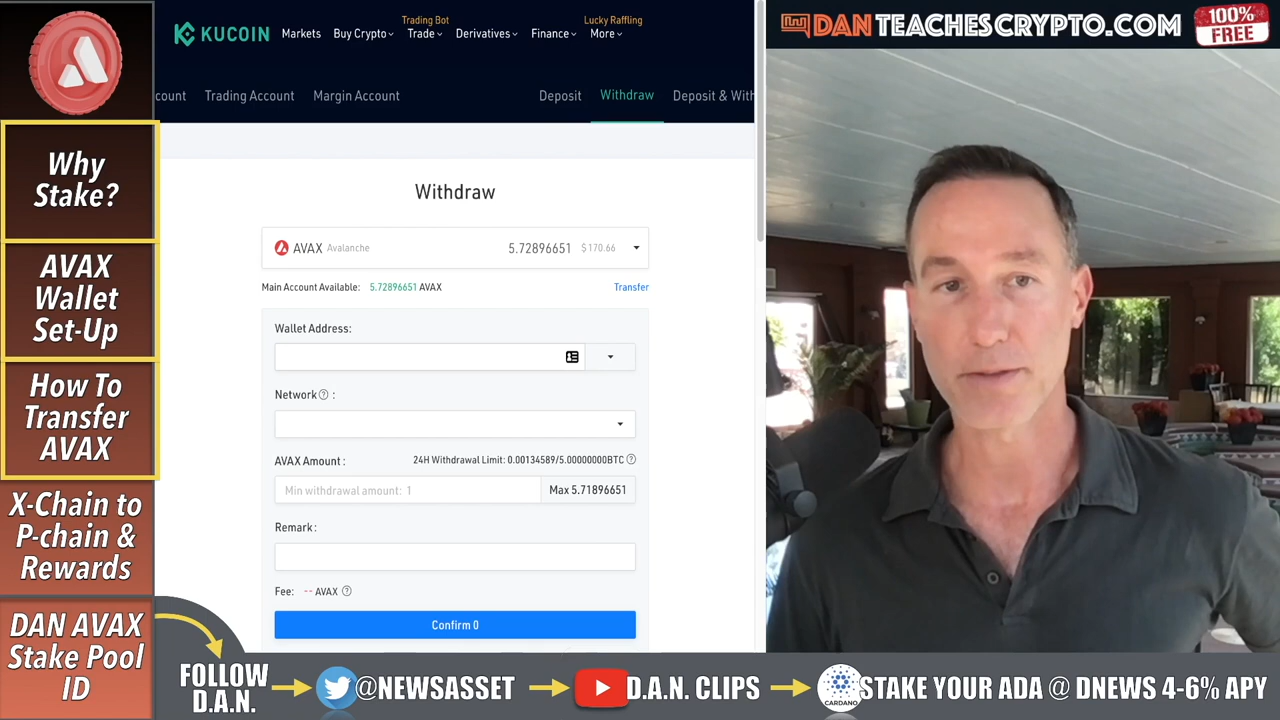 Why
Stake?
AVAX
Wallet
Set-Up
How To
Transfer
AVAX
X-Chain to
P-chain &
Rewards
DAN AVAX
Stake Pool
ID
KUCOIN
Markets
Buy Crypto
Trading Bot
Trade
Derivatives
Finance
Lucky Raffling
More
count
Trading Account
Margin Account
Deposit
Withdraw
Deposit & With
Withdraw
AVAX Avalanche 5.72896651 $170.66
Main Account Available: 5.72896651 AVAX Transfer
Wallet Address:
Network ? :
AVAX Amount : 24H Withdrawal Limit: 0.00134589/5.00000000BTC ?
Min withdrawal amount: 1 Max 5.71896651
Remark :
Fee: -- AVAX ?
Confirm 0
DANTEACHESCRYPTO.COM
100%
FREE
FOLLOW
D.A.N.
@NEWSASSET
D.A.N. CLIPS
CARDANO
STAKE YOUR ADA @ DNEWS 4-6% APY